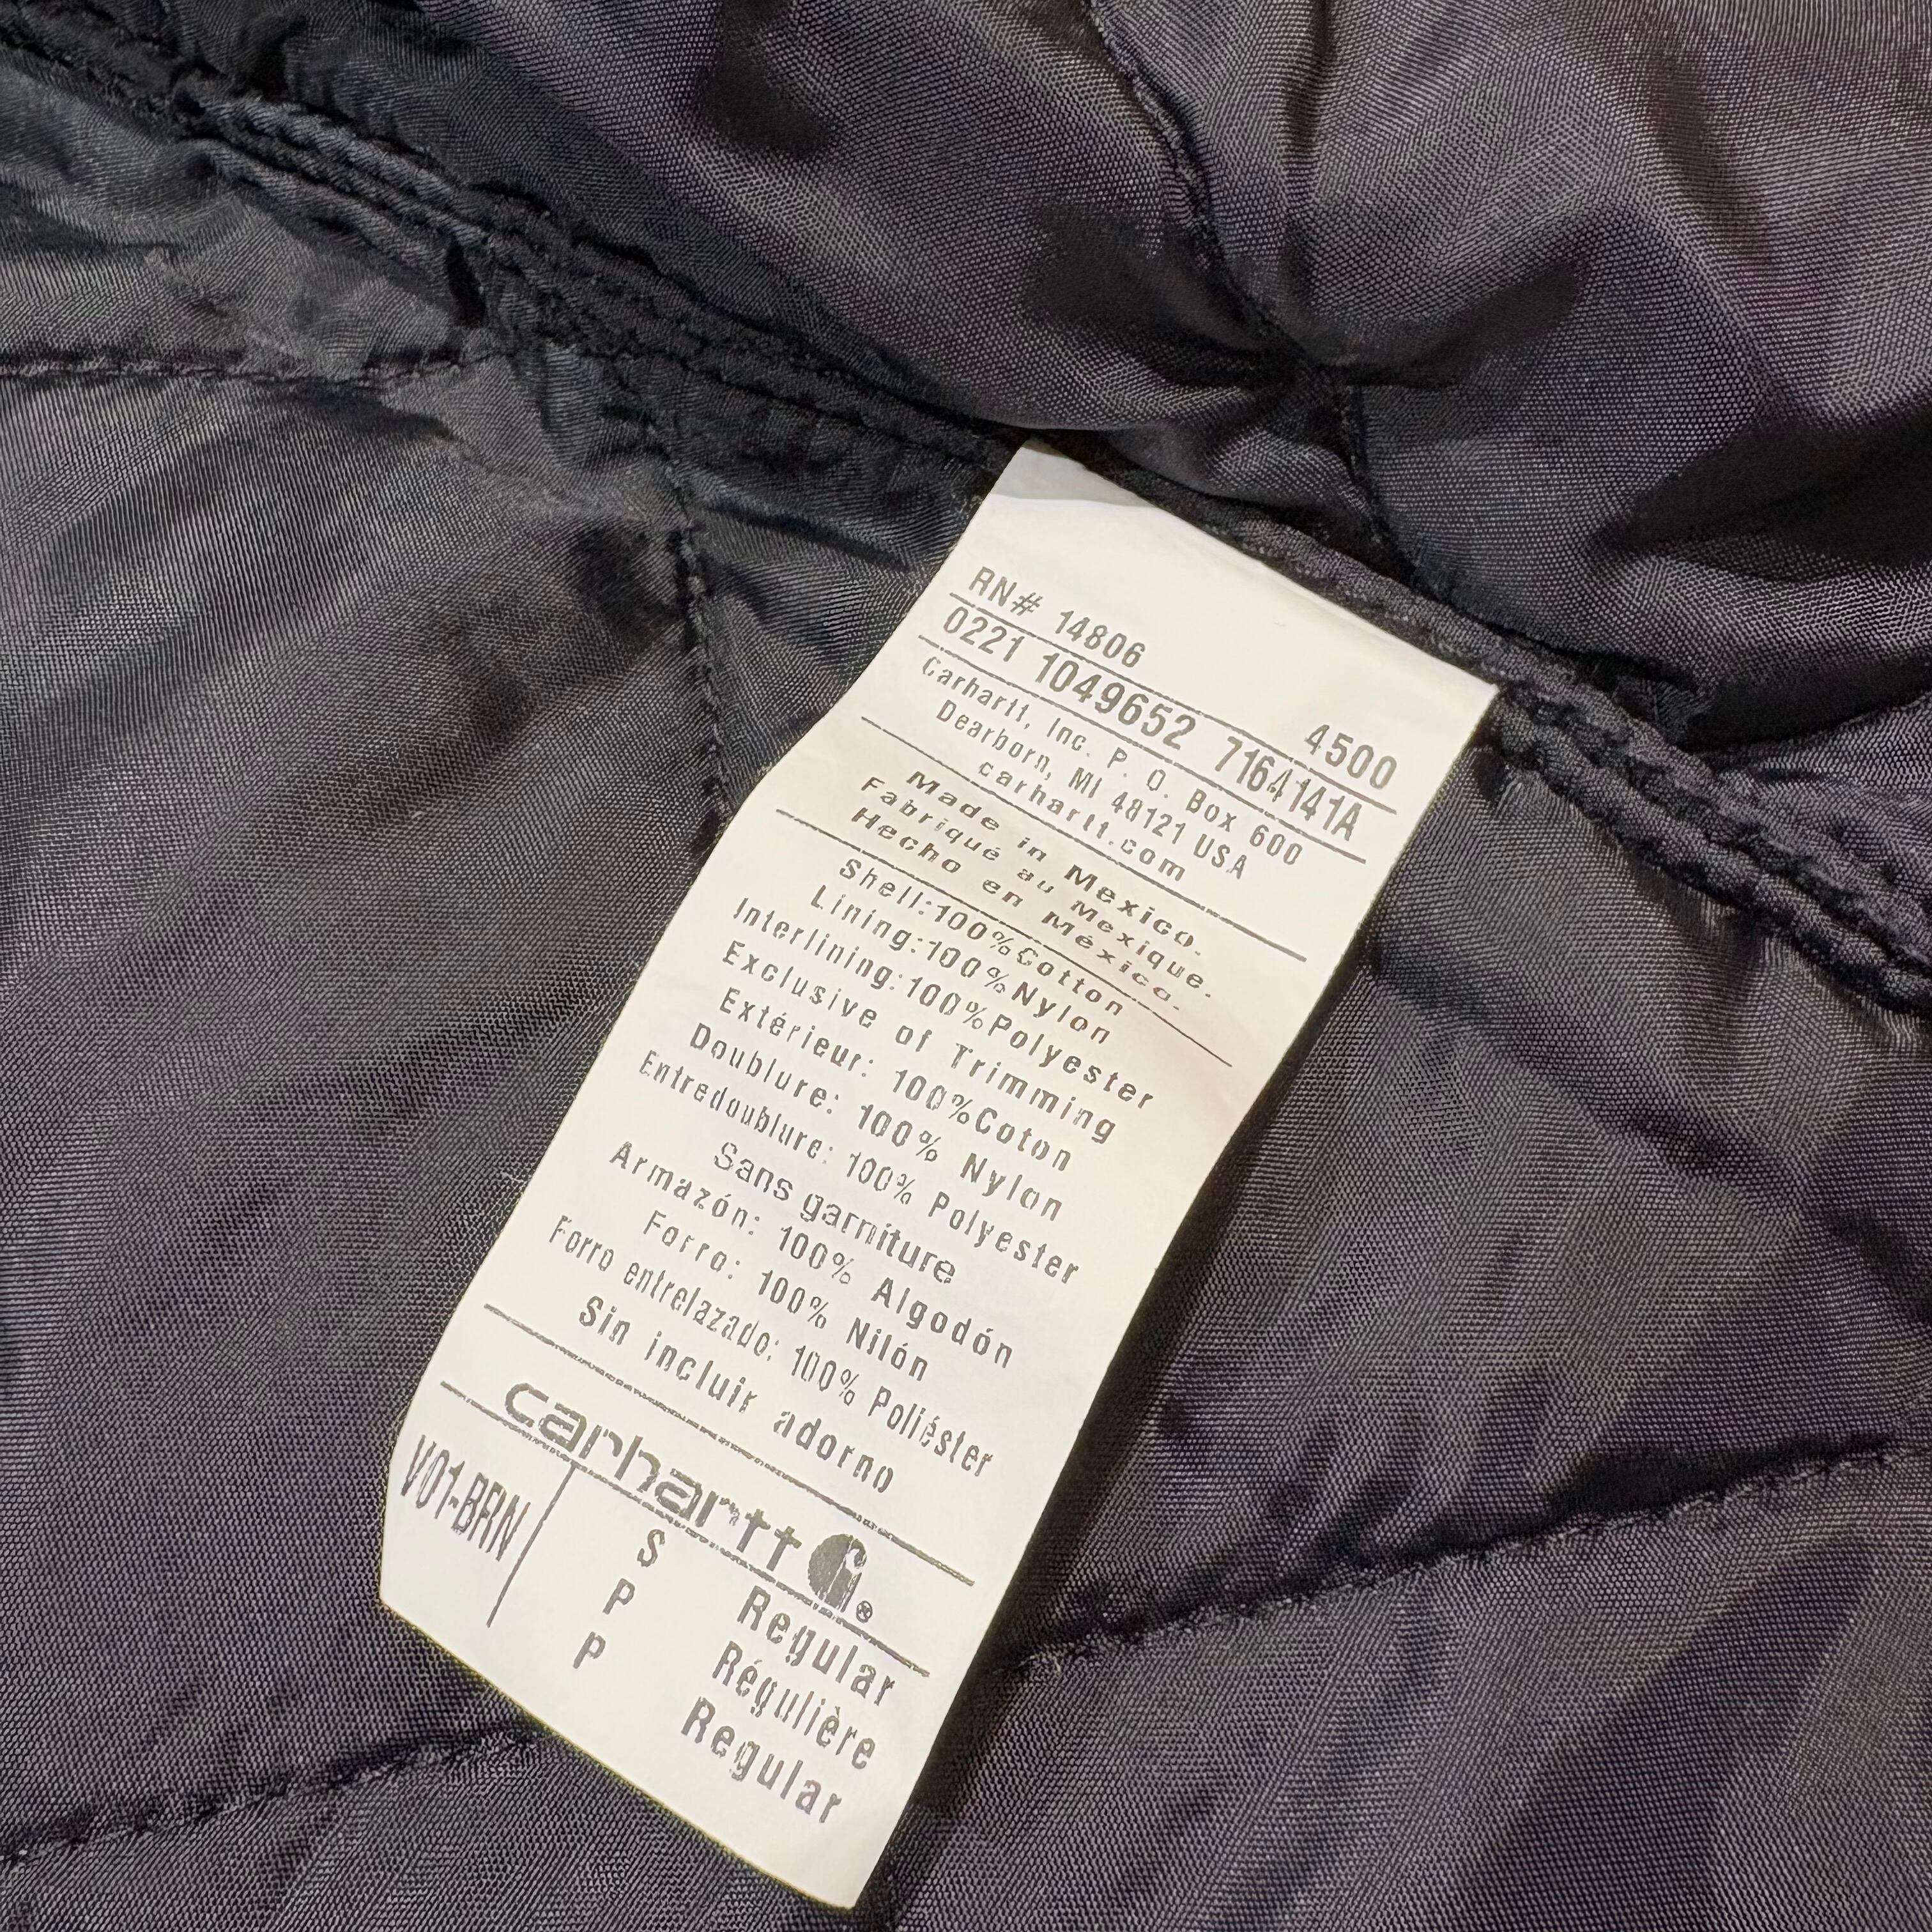 RN# 14806 4500
0221 1049652 7164141A
Carhartt, Inc. P. O. Box 600
Dearborn, MI 48121 USA
carhartt.com
Made in Mexico.
Fabriqué au Mexique.
Hecho en México.
Shell:100%Cotton
Lining:100%Nylon
Interlining:100%Polyester
Exclusive of Trimming
Extérieur: 100%Coton
Doublure: 100% Nylon
Entredoublure: 100% Polyester
Sans garniture
Armazón: 100% Algodón
Forro: 100% Nilón
Forro entrelazado: 100% Poliéster
Sin incluir adorno
carhartt ®
V01-BRN S Regular
P Régulière
P Regular